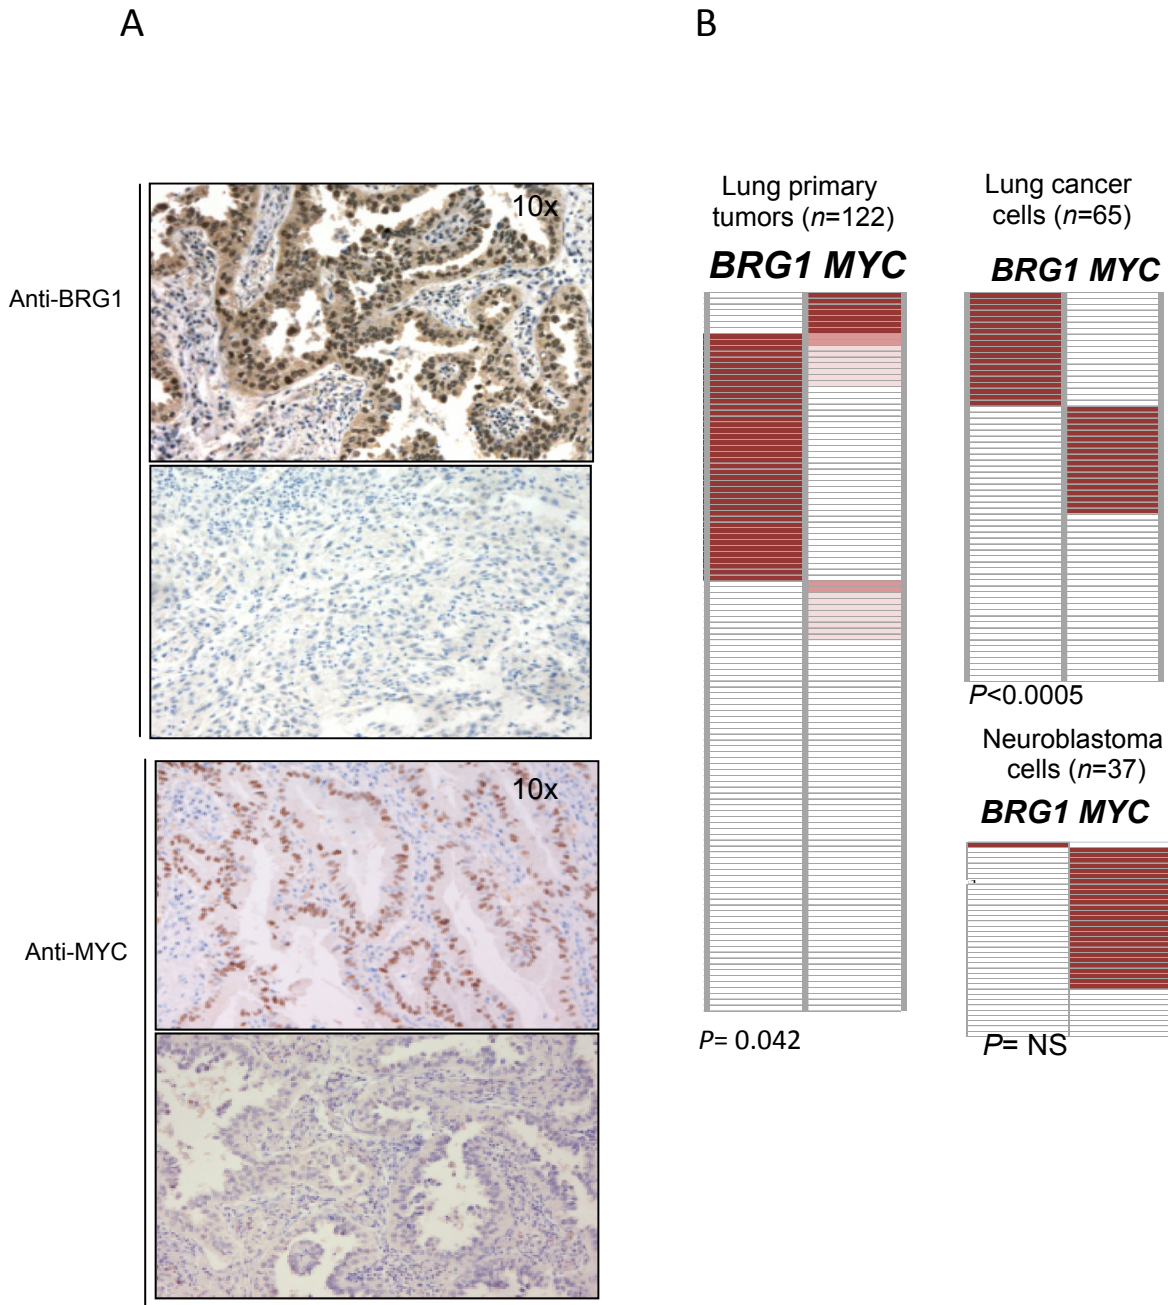 A
B
10x
Anti-BRG1
10x
Anti-MYC
Lung primary
tumors (n=122)
BRG1 MYC
P= 0.042
Lung cancer
cells (n=65)
BRG1 MYC
P<0.0005
Neuroblastoma
cells (n=37)
BRG1 MYC
P= NS